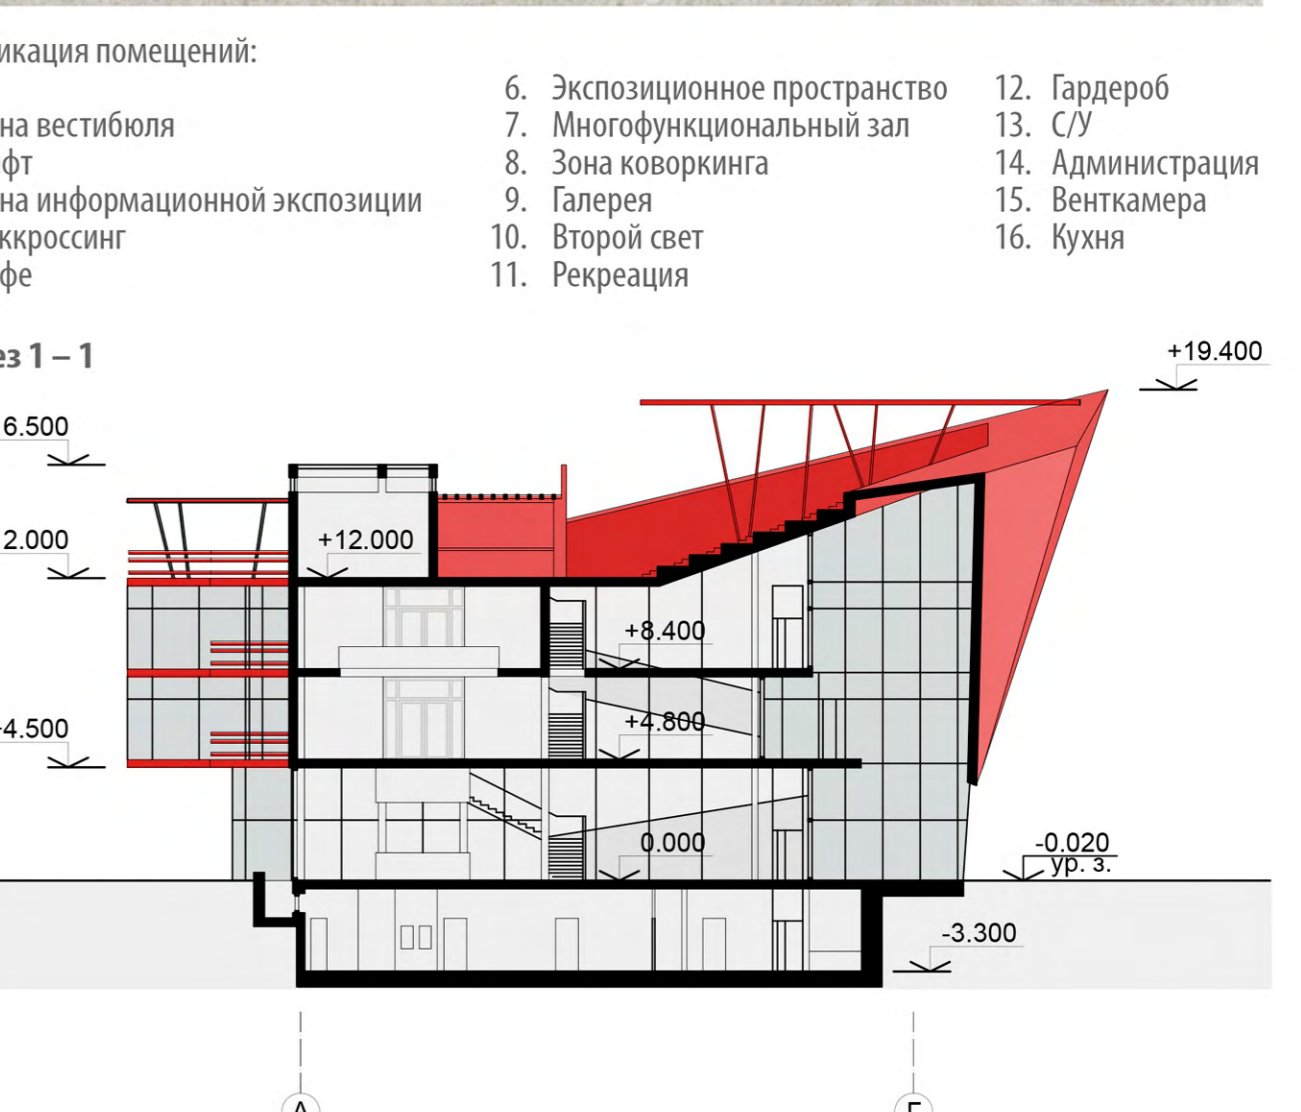 икация помещений:
на вестибюля
фт
на информационной экспозиции
ккроссинг
фе
6. Экспозиционное пространство
7. Многофункциональный зал
8. Зона коворкинга
9. Галерея
10. Второй свет
11. Рекреация
12. Гардероб
13. С/У
14. Администрация
15. Венткамера
16. Кухня
ез 1 – 1
+19.400
6.500
2.000
+12.000
+8.400
+4.800
-4.500
0.000
-0.020
ур. з.
-3.300
А